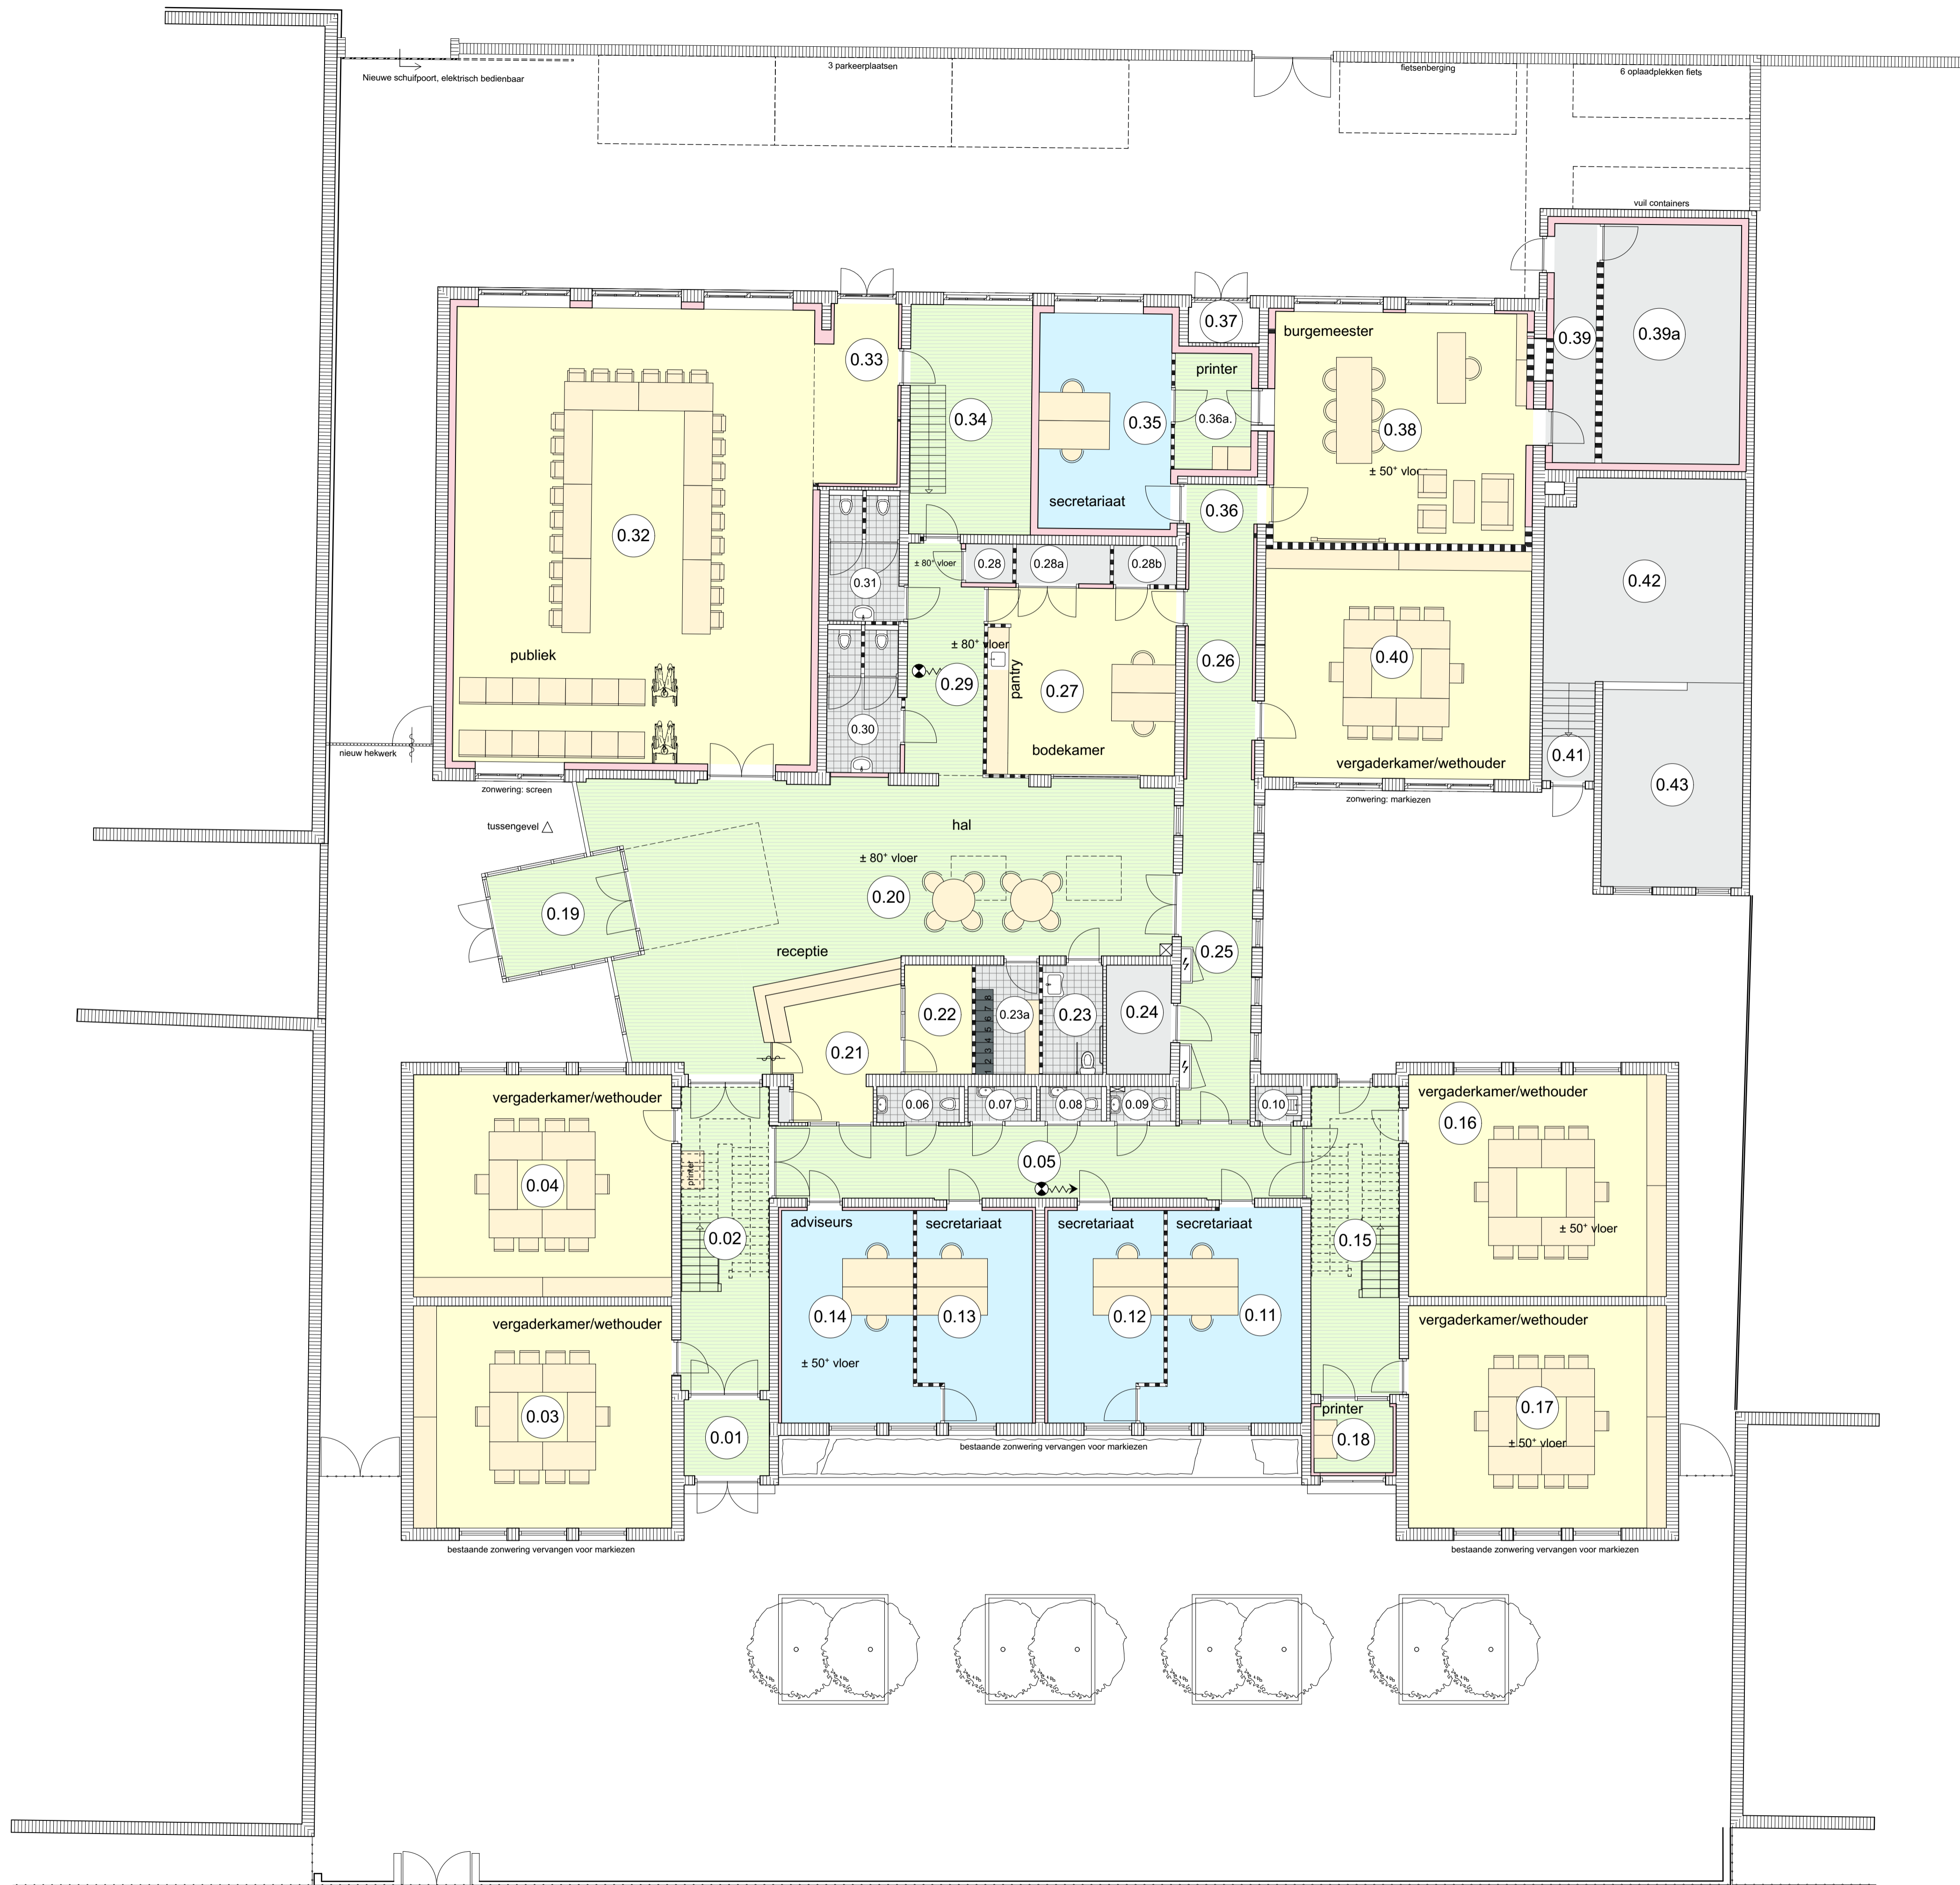 3 parkeerplaatsen
fietsenberging
6 oplaadplekken fiets
Nieuwe schuifpoort, elektrisch bedienbaar
vuil containers
0.37
burgemeester
0.39
0.39a
0.33
printer
0.34
0.35
0.36a.
0.38
± 50⁺ vloer
secretariaat
0.36
0.32
0.31
± 80⁺ vloer
0.28
0.28a
0.28b
0.42
publiek
± 80⁺ vloer
pantry
0.29
0.27
0.26
0.40
0.30
bodekamer
nieuw hekwerk
vergaderkamer/wethouder
0.41
0.43
zonwering: screen
zonwering: markiezen
tussengevel
hal
± 80⁺ vloer
0.20
0.19
receptie
0.25
0.21
0.22
0.23a
1 2 3 4 5 6 7 8
0.23
0.24
vergaderkamer/wethouder
0.06
0.07
0.08
0.09
0.10
vergaderkamer/wethouder
0.16
0.05
printer
0.04
0.02
adviseurs
secretariaat
secretariaat
secretariaat
0.15
± 50⁺ vloer
vergaderkamer/wethouder
0.14
0.13
0.12
0.11
vergaderkamer/wethouder
± 50⁺ vloer
0.03
0.01
printer
0.18
0.17
± 50⁺ vloer
bestaande zonwering vervangen voor markiezen
bestaande zonwering vervangen voor markiezen
bestaande zonwering vervangen voor markiezen